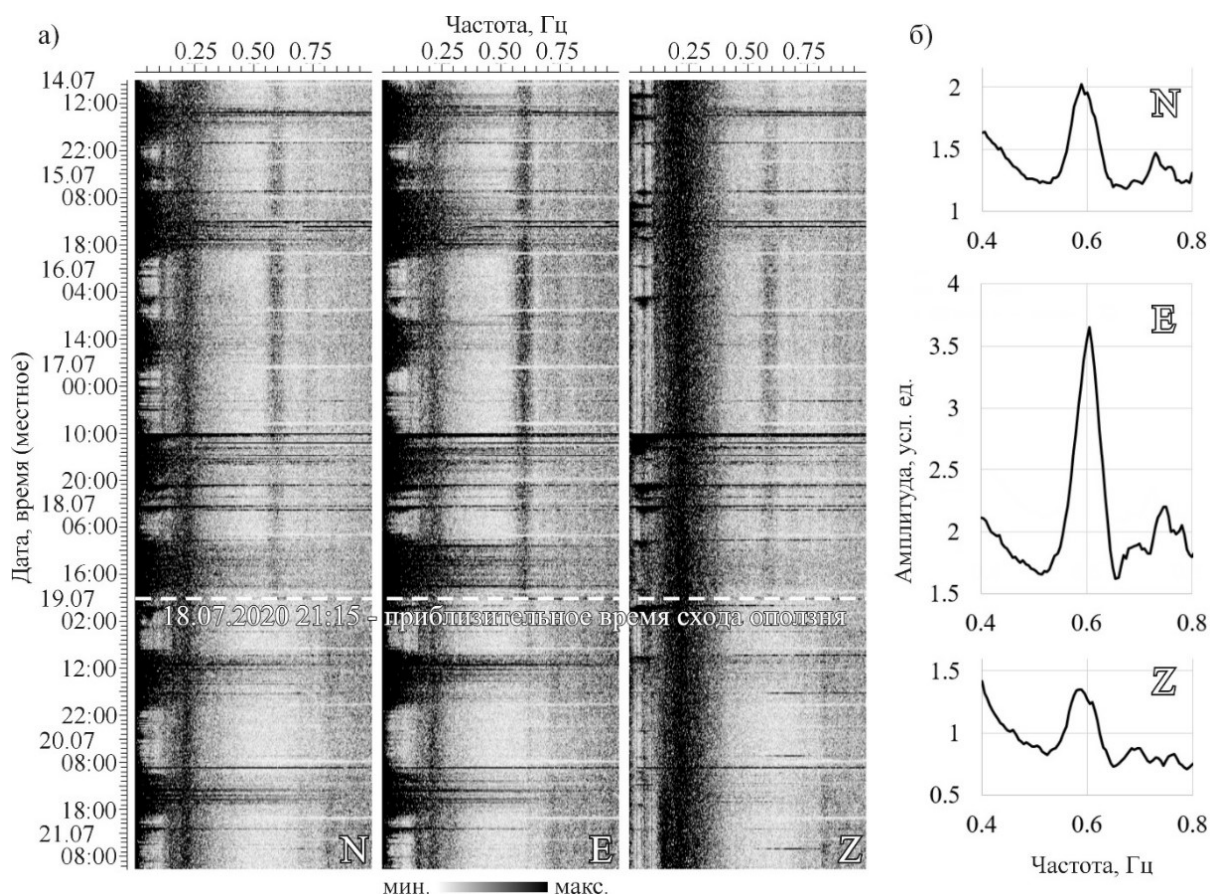 а)
Частота, Гц
0.25 0.50 0.75 0.25 0.50 0.75 0.25 0.50 0.75
Дата, время (местное)
14.07
12:00
22:00
15.07
08:00
18:00
16.07
04:00
14:00
17.07
00:00
10:00
20:00
18.07
06:00
16:00
19.07
02:00
12:00
22:00
20.07
08:00
18:00
21.07
08:00
18.07.2020 21:15 - приблизительное время схода оползня
N E Z
мин. макс.
б)
Амплитуда, усл. ед.
N
2
1.5
1
0.4 0.6 0.8
E
4
3.5
3
2.5
2
1.5
0.4 0.6 0.8
Z
1.5
1
0.5
0.4 0.6 0.8
Частота, Гц